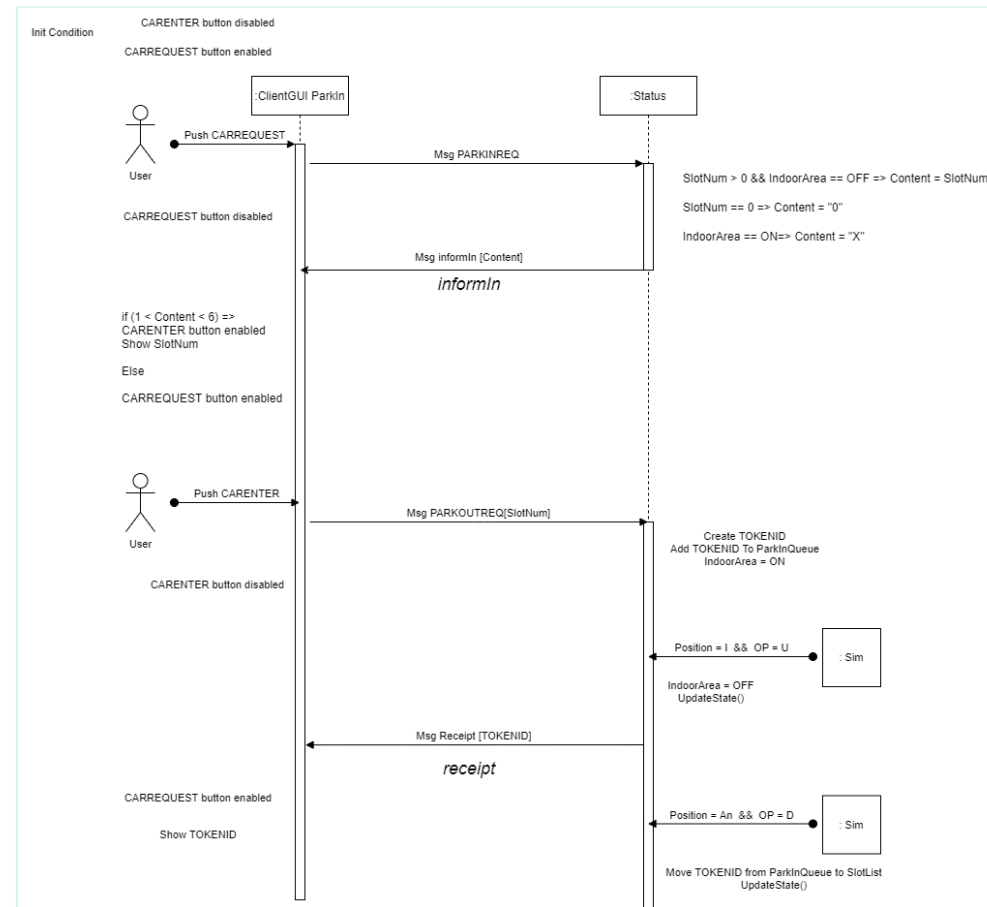 CARENTER button disabled
Init Condition
CARREQUEST button enabled
:ClientGUI ParkIn
:Status
Push CARREQUEST
Msg PARKINREQ
User
SlotNum > 0 && IndoorArea == OFF => Content = SlotNum
SlotNum == 0 => Content = "0"
CARREQUEST button disabled
IndoorArea == ON=> Content = "X"
Msg informIn [Content]
informIn
if (1 < Content < 6) =>
CARENTER button enabled
Show SlotNum
Else
CARREQUEST button enabled
Push CARENTER
Msg PARKOUTREQ[SlotNum]
User
Create TOKENID
Add TOKENID To ParkInQueue
IndoorArea = ON
CARENTER button disabled
Position = I && OP = U
: Sim
IndoorArea = OFF
UpdateState()
Msg Receipt [TOKENID]
receipt
CARREQUEST button enabled
Position = An && OP = D
: Sim
Show TOKENID
Move TOKENID from ParkInQueue to SlotList
UpdateState()